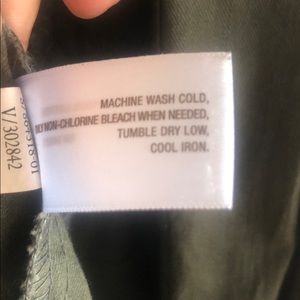 MACHINE WASH COLD,
NON-CHLORINE BLEACH WHEN NEEDED,
TUMBLE DRY LOW,
COOL IRON.
V/302842